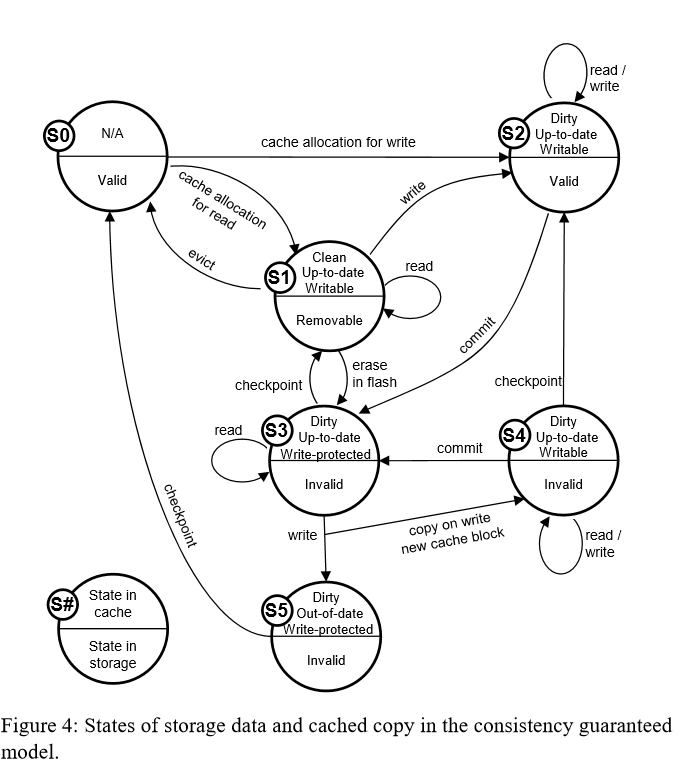 read /
write
S0
N/A
Valid
S2
Dirty
Up-to-date
Writable
Valid
cache allocation for write
cache allocation
for read
write
evict
S1
Clean
Up-to-date
Writable
Removable
read
commit
checkpoint
erase
in flash
checkpoint
S3
Dirty
Up-to-date
Write-protected
Invalid
read
commit
S4
Dirty
Up-to-date
Writable
Invalid
checkpoint
write
copy on write
new cache block
read /
write
S#
State in
cache
State in
storage
S5
Dirty
Out-of-date
Write-protected
Invalid
Figure 4: States of storage data and cached copy in the consistency guaranteed
model.